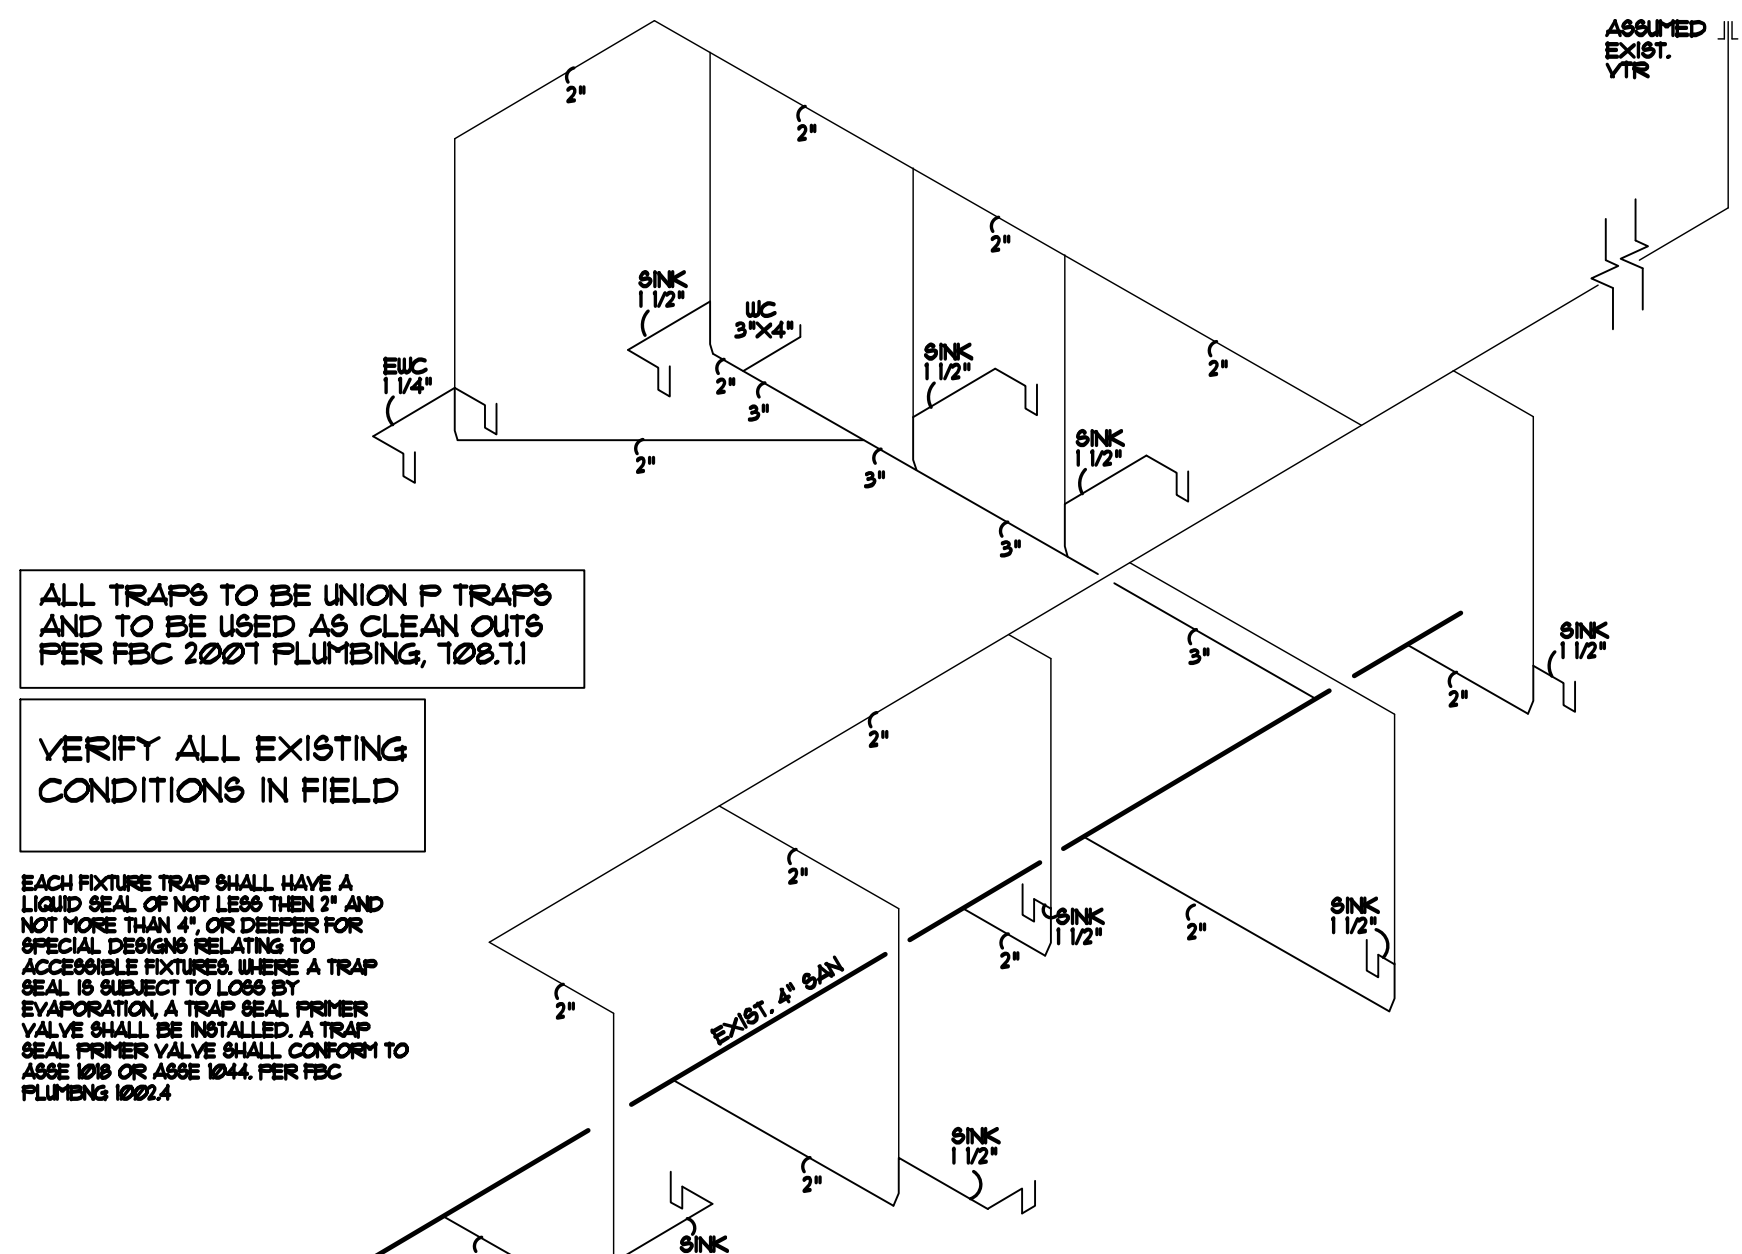 ASSUMED
EXIST.
VTR
2"
2"
2"
SINK
1 1/2"
WC
3"X4"
2"
SINK
1 1/2"
EWC
1 1/4"
2"
3"
SINK
1 1/2"
2"
3"
3"
ALL TRAPS TO BE UNION P TRAPS
AND TO BE USED AS CLEAN OUTS
PER FBC 2007 PLUMBING, 708.7.1
SINK
1 1/2"
3"
2"
VERIFY ALL EXISTING
CONDITIONS IN FIELD
2"
2"
EACH FIXTURE TRAP SHALL HAVE A
LIQUID SEAL OF NOT LESS THEN 2" AND
NOT MORE THAN 4", OR DEEPER FOR
SPECIAL DESIGNS RELATING TO
ACCESSIBLE FIXTURES. WHERE A TRAP
SEAL IS SUBJECT TO LOSS BY
EVAPORATION, A TRAP SEAL PRIMER
VALVE SHALL BE INSTALLED. A TRAP
SEAL PRIMER VALVE SHALL CONFORM TO
ASSE 1018 OR ASSE 1044. PER FBC
PLUMBNG 1002.4
SINK
1 1/2"
2"
2"
SINK
1 1/2"
2"
EXIST. 4" SAN
SINK
1 1/2"
2"
SINK